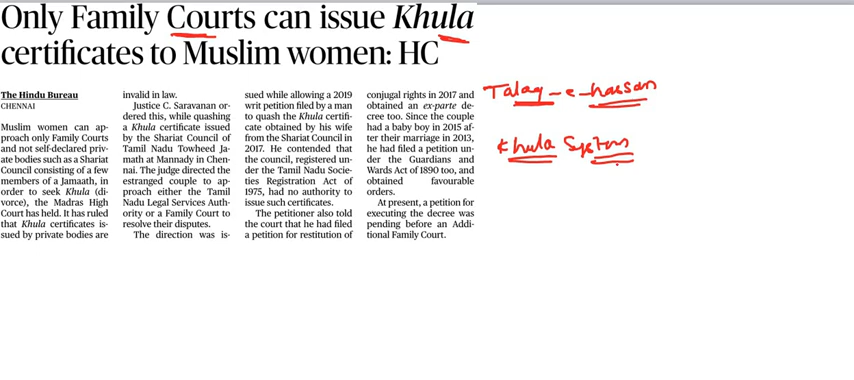 Only Family Courts can issue Khula
certificates to Muslim women: HC
The Hindu Bureau
CHENNAI
Muslim women can ap-
proach only Family Courts
and not self-declared priv-
ate bodies such as a Shariat
Council consisting of a few
members of a Jamaath, in
order to seek Khula (di-
vorce), the Madras High
Court has held. It has ruled
that Khula certificates is-
sued by private bodies are
invalid in law.
Justice C. Saravanan or-
dered this, while quashing
a Khula certificate issued
by the Shariat Council of
Tamil Nadu Towheed Ja-
math at Mannady in Chen-
nai. The judge directed the
estranged couple to ap-
proach either the Tamil
Nadu Legal Services Auth-
ority or a Family Court to
resolve their disputes.
The direction was is-
sued while allowing a 2019
writ petition filed by a man
to quash the Khula certifi-
cate obtained by his wife
from the Shariat Council in
2017. He contended that
the council, registered un-
der the Tamil Nadu Socie-
ties Registration Act of
1975, had no authority to
issue such certificates.
The petitioner also told
the court that he had filed
a petition for restitution of
conjugal rights in 2017 and
obtained an ex-parte de-
cree too. Since the couple
had a baby boy in 2015 af-
ter their marriage in 2013,
he had filed a petition un-
der the Guardians and
Wards Act of 1890 too, and
obtained favourable
orders.
At present, a petition for
executing the decree was
pending before an Addi-
tional Family Court.
Talaq-e-hassan
Khula System